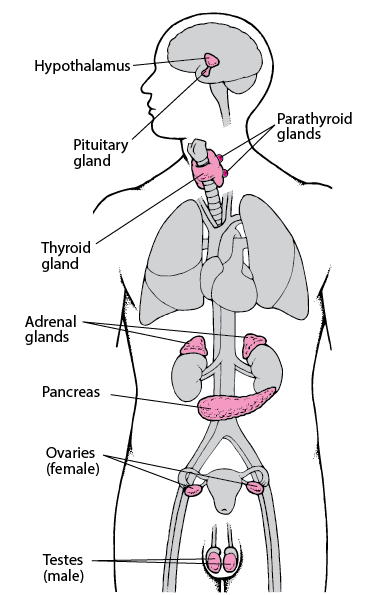 Hypothalamus
Pituitary
gland
Parathyroid
glands
Thyroid
gland
Adrenal
glands
Pancreas
Ovaries
(female)
Testes
(male)